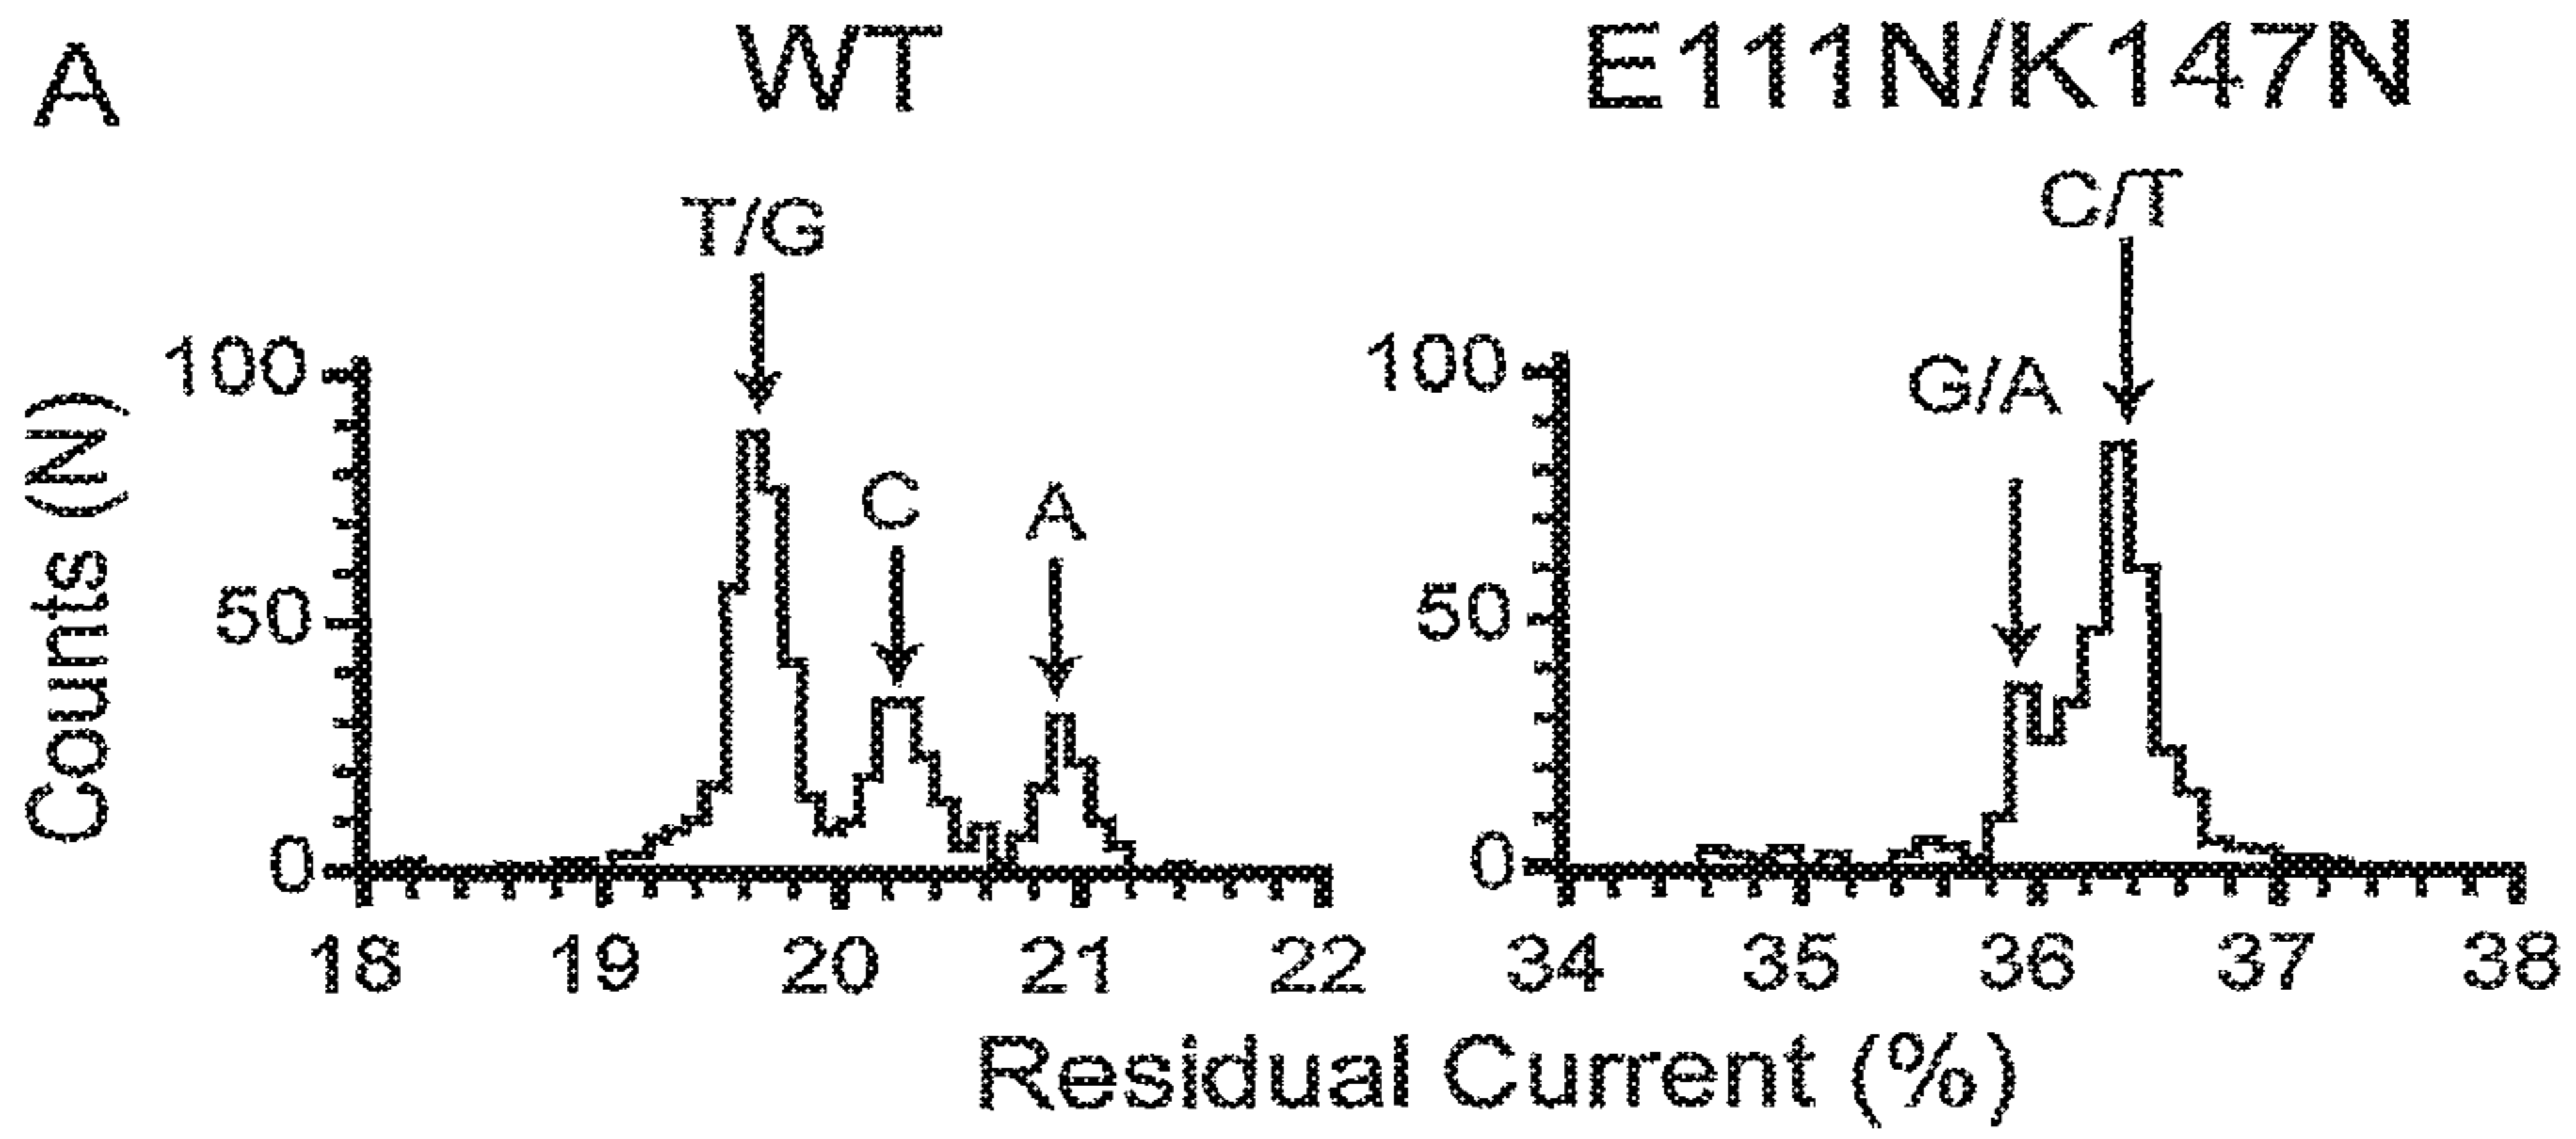 A
WT
E111N/K147N
T/G
C
A
G/A
C/T
Counts (N)
100
50
0
100
50
0
18 19 20 21 22
34 35 36 37 38
Residual Current (%)